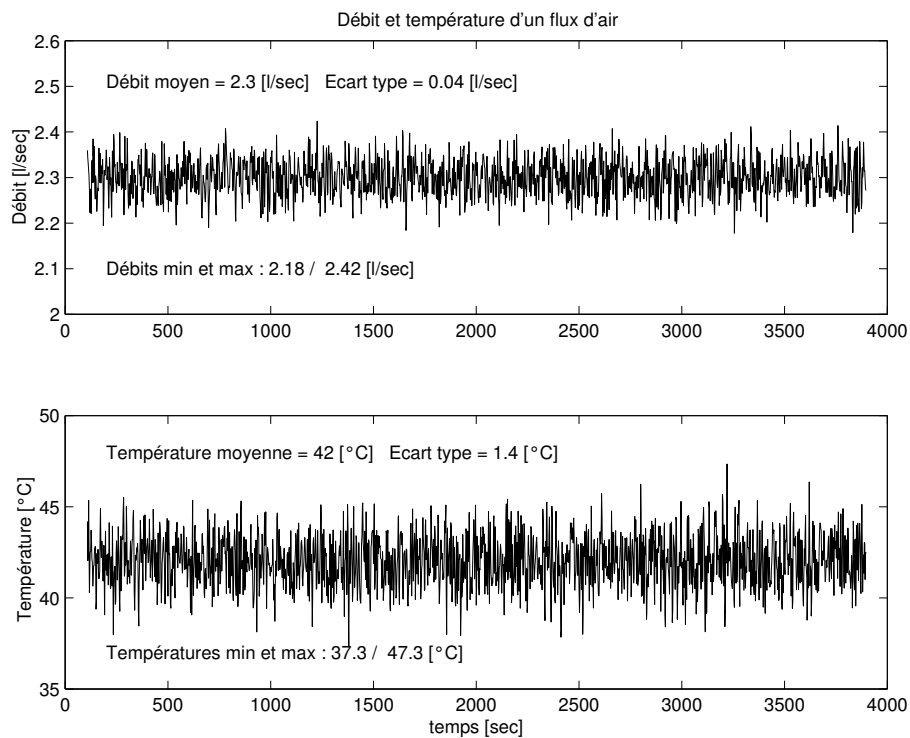 Débit et température d'un flux d'air
2.6
2.5
2.4
2.3
2.2
2.1
2
Débit [l/sec]
Débit moyen = 2.3 [l/sec] Ecart type = 0.04 [l/sec]
Débits min et max : 2.18 / 2.42 [l/sec]
0 500 1000 1500 2000 2500 3000 3500 4000
50
45
40
35
Température [°C]
Température moyenne = 42 [°C] Ecart type = 1.4 [°C]
Températures min et max : 37.3 / 47.3 [°C]
0 500 1000 1500 2000 2500 3000 3500 4000
temps [sec]